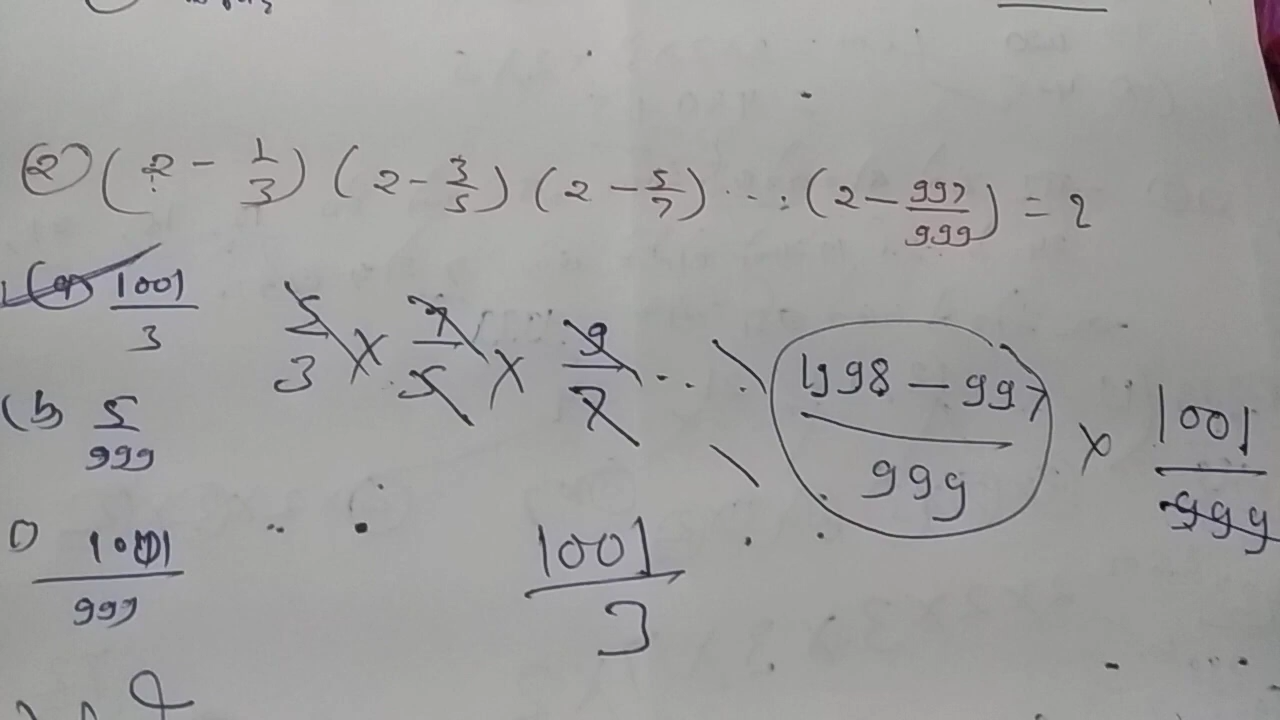 ② (2 - 1/3) (2 - 3/5) (2 - 5/7) ... (2 - 997/999) = ?
(a) 1001/3
5/3 × 7/5 × 9/7 ... 1998 - 997/999 × 1001/999
(b) 5/999
) 1001/999
1001/3